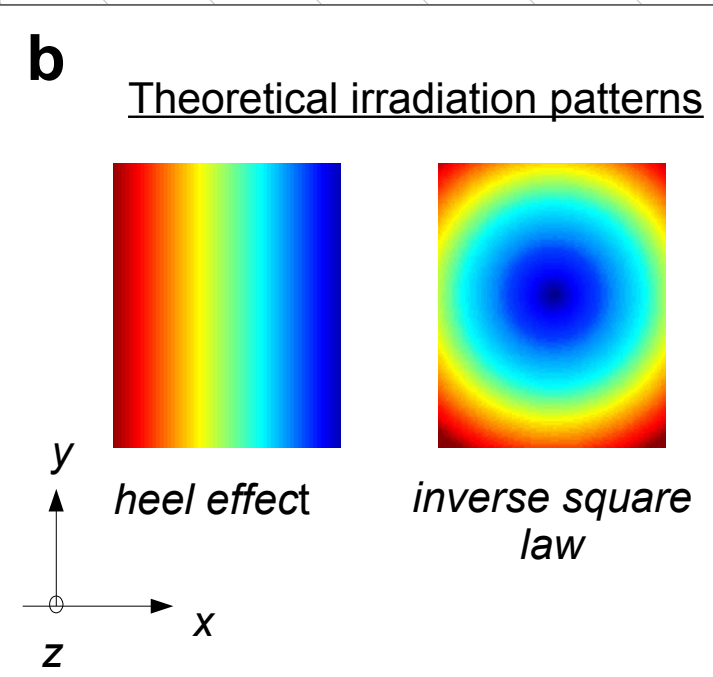 b
Theoretical irradiation patterns
heel effect
inverse square
law
y
x
z